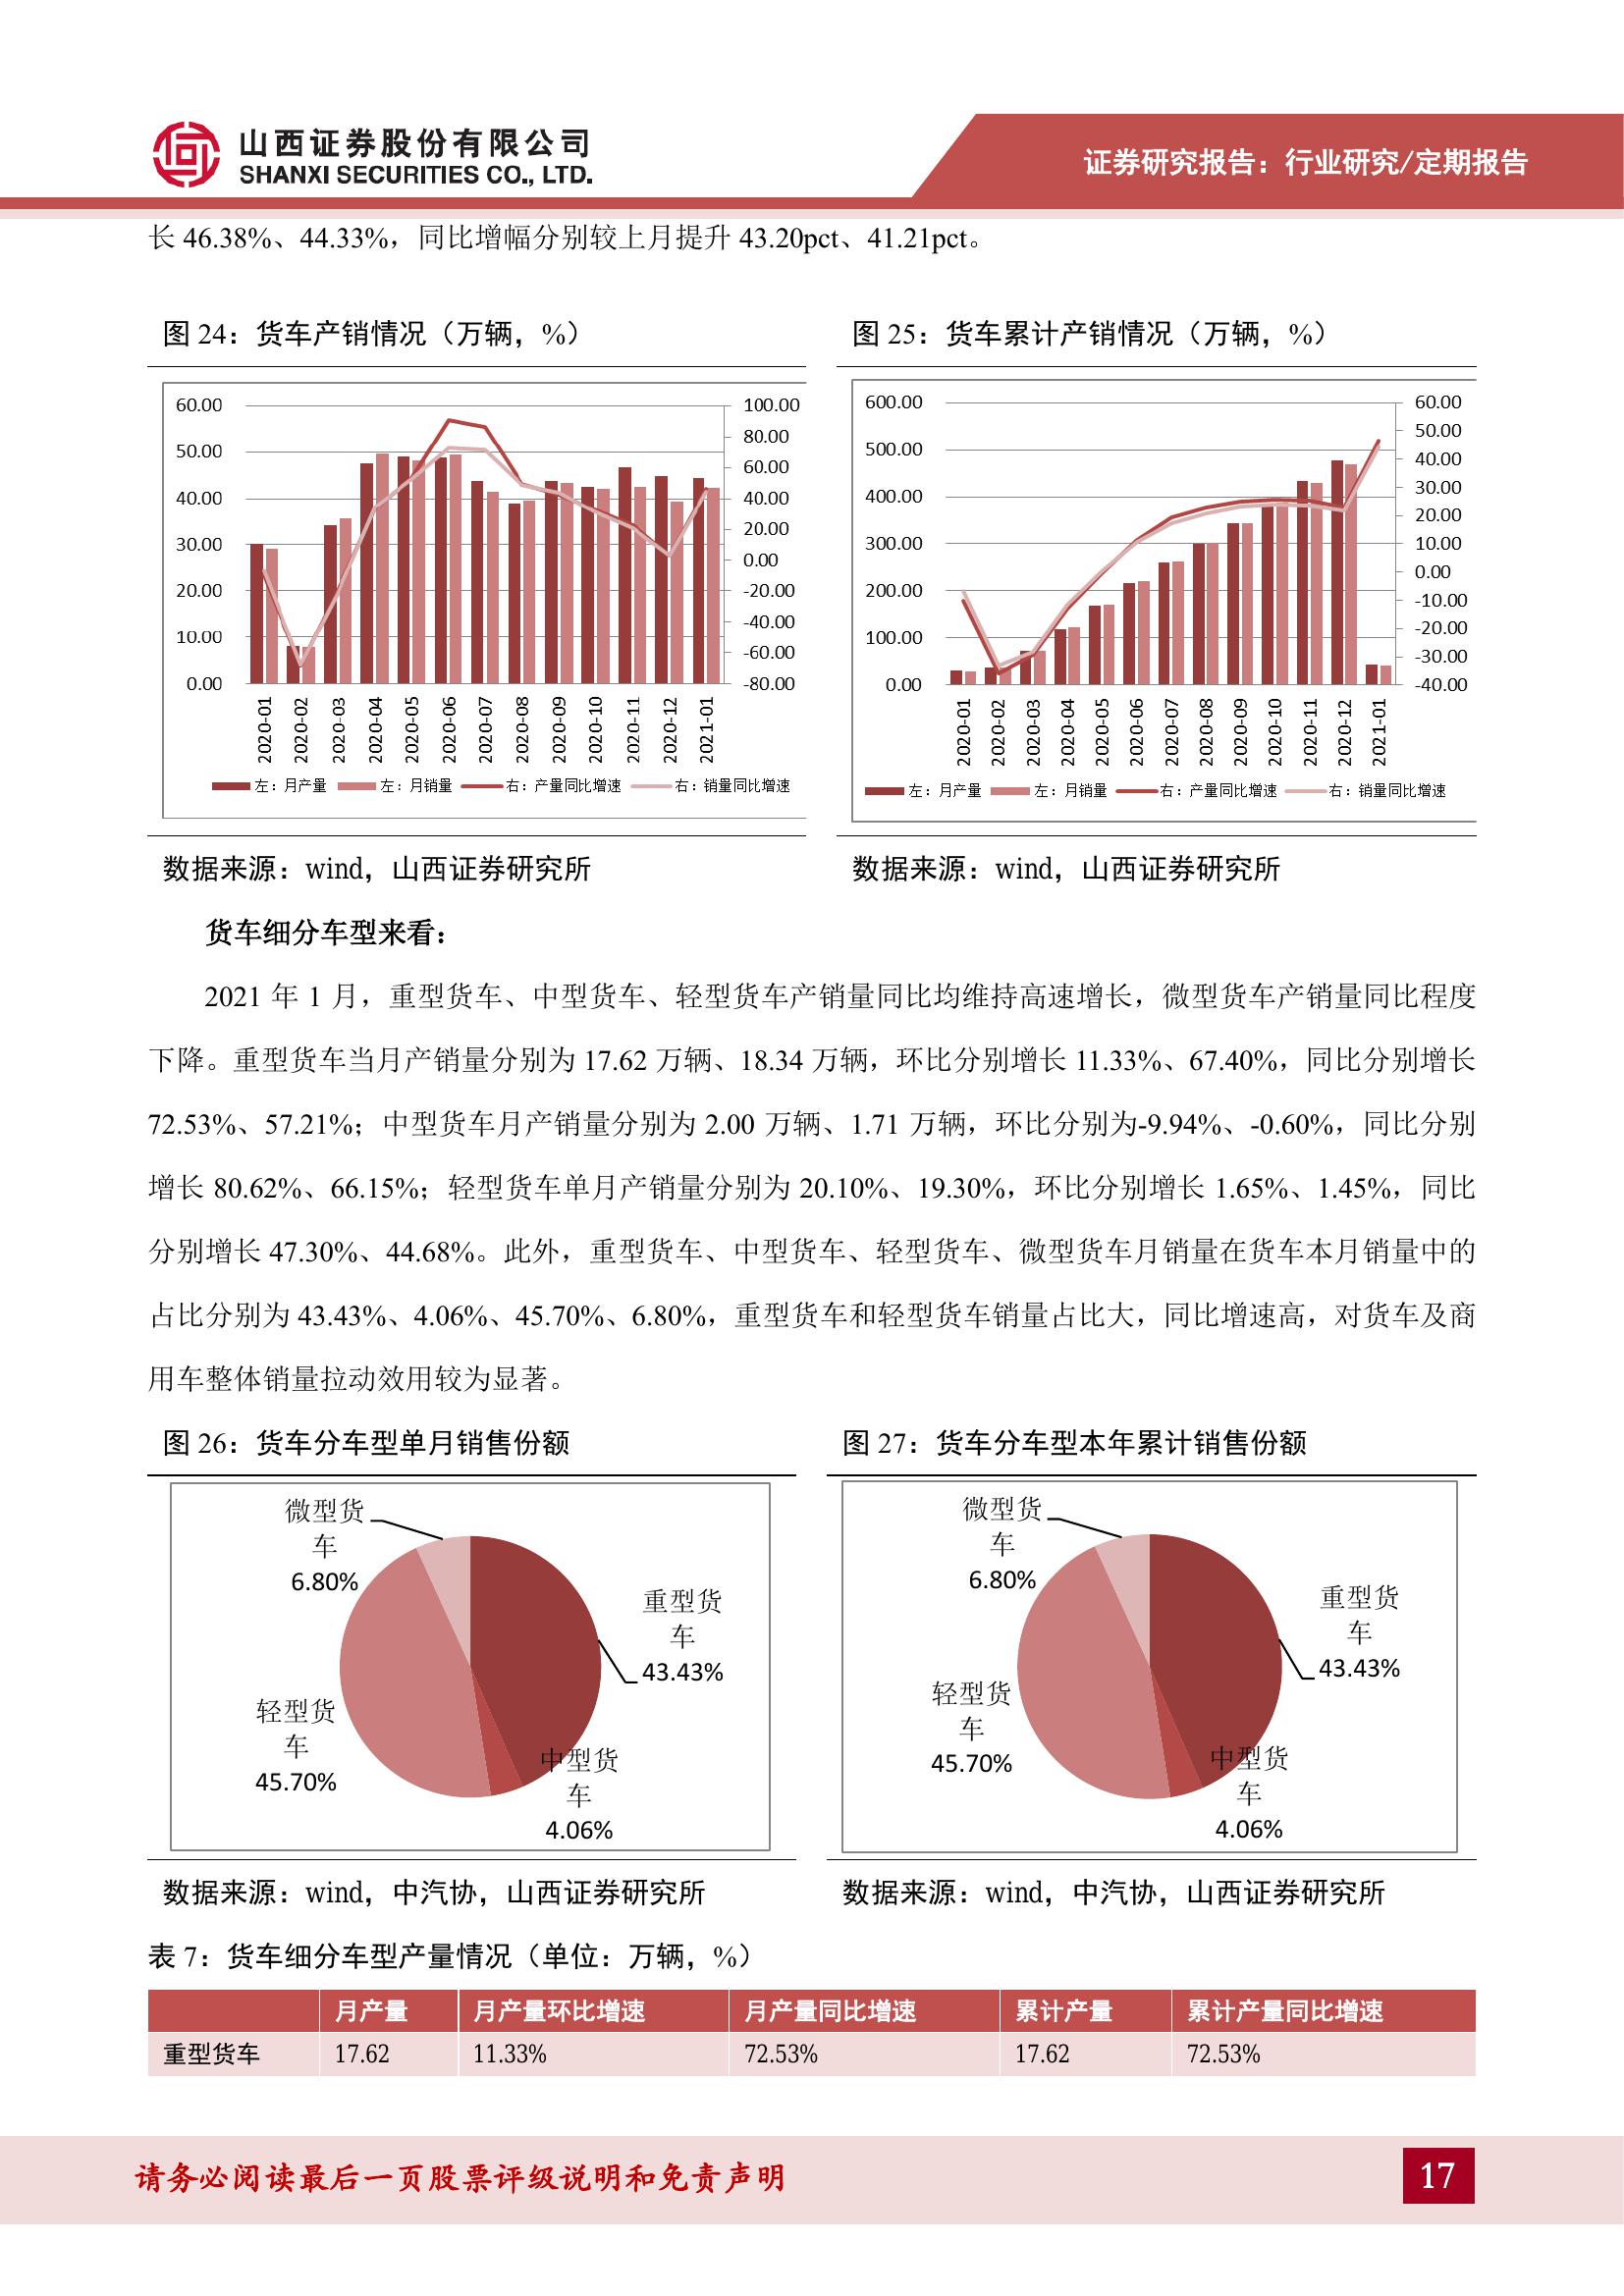 山西证券股份有限公司
SHANXI SECURITIES CO., LTD.
证券研究报告：行业研究/定期报告
长 46.38%、44.33%，同比增幅分别较上月提升 43.20pct、41.21pct。
图 24：货车产销情况（万辆，%）
60.00
50.00
40.00
30.00
20.00
10.00
0.00
100.00
80.00
60.00
40.00
20.00
0.00
-20.00
-40.00
-60.00
-80.00
2020-01
2020-02
2020-03
2020-04
2020-05
2020-06
2020-07
2020-08
2020-09
2020-10
2020-11
2020-12
2021-01
左：月产量 左：月销量 右：产量同比增速 右：销量同比增速
数据来源：wind，山西证券研究所
图 25：货车累计产销情况（万辆，%）
600.00
500.00
400.00
300.00
200.00
100.00
0.00
60.00
50.00
40.00
30.00
20.00
10.00
0.00
-10.00
-20.00
-30.00
-40.00
2020-01
2020-02
2020-03
2020-04
2020-05
2020-06
2020-07
2020-08
2020-09
2020-10
2020-11
2020-12
2021-01
左：月产量 左：月销量 右：产量同比增速 右：销量同比增速
数据来源：wind，山西证券研究所
货车细分车型来看：
2021 年 1 月，重型货车、中型货车、轻型货车产销量同比均维持高速增长，微型货车产销量同比程度
下降。重型货车当月产销量分别为 17.62 万辆、18.34 万辆，环比分别增长 11.33%、67.40%，同比分别增长
72.53%、57.21%；中型货车月产销量分别为 2.00 万辆、1.71 万辆，环比分别为-9.94%、-0.60%，同比分别
增长 80.62%、66.15%；轻型货车单月产销量分别为 20.10%、19.30%，环比分别增长 1.65%、1.45%，同比
分别增长 47.30%、44.68%。此外，重型货车、中型货车、轻型货车、微型货车月销量在货车本月销量中的
占比分别为 43.43%、4.06%、45.70%、6.80%，重型货车和轻型货车销量占比大，同比增速高，对货车及商
用车整体销量拉动效用较为显著。
图 26：货车分车型单月销售份额
微型货
车
6.80%
重型货
车
43.43%
轻型货
车
45.70%
中型货
车
4.06%
数据来源：wind，中汽协，山西证券研究所
图 27：货车分车型本年累计销售份额
微型货
车
6.80%
重型货
车
43.43%
轻型货
车
45.70%
中型货
车
4.06%
数据来源：wind，中汽协，山西证券研究所
表 7：货车细分车型产量情况（单位：万辆，%）
月产量 月产量环比增速 月产量同比增速 累计产量 累计产量同比增速
重型货车 17.62 11.33% 72.53% 17.62 72.53%
请务必阅读最后一页股票评级说明和免责声明
17